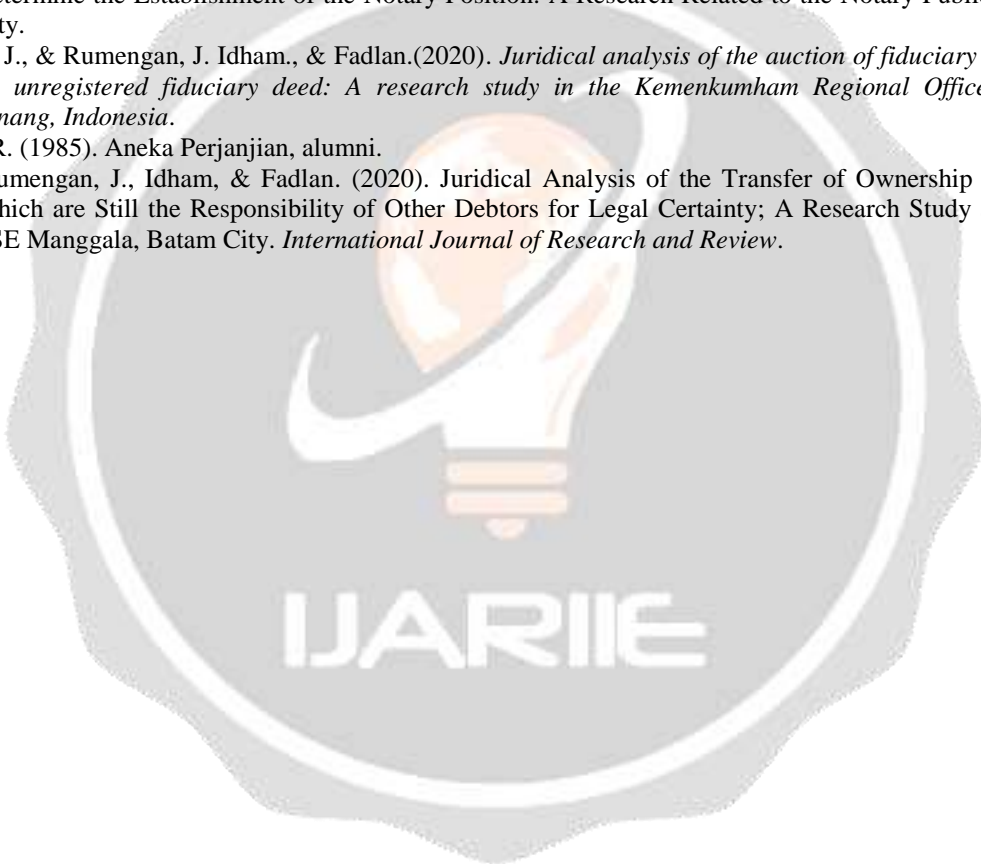 etermine the Establishment of the Notary Position. A Research Related to the Notary Publi
ty.
J., & Rumengan, J. Idham., & Fadlan.(2020). Juridical analysis of the auction of fiduciary
unregistered fiduciary deed: A research study in the Kemenkumham Regional Office
nang, Indonesia.
R. (1985). Aneka Perjanjian, alumni.
umengan, J., Idham, & Fadlan. (2020). Juridical Analysis of the Transfer of Ownership
hich are Still the Responsibility of Other Debtors for Legal Certainty; A Research Study
SE Manggala, Batam City. International Journal of Research and Review.
IJARIIE